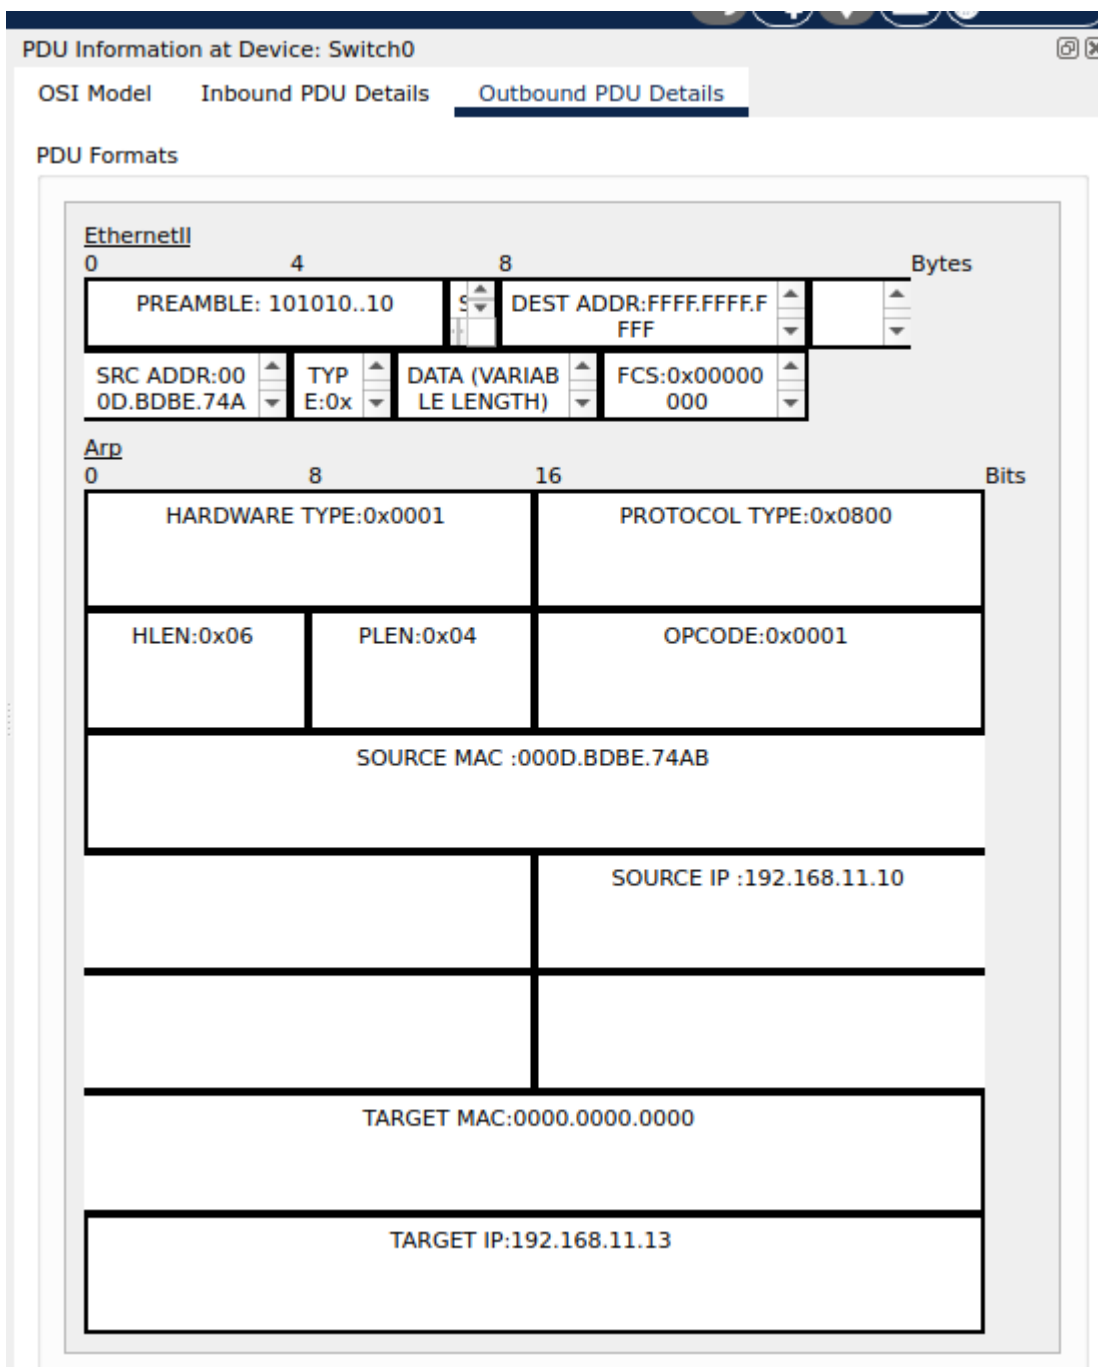 PDU Information at Device: Switch0
OSI Model Inbound PDU Details Outbound PDU Details
PDU Formats
EthernetII
0 4 8 Bytes
PREAMBLE: 101010..10 DEST ADDR:FFFF.FFFF.F
FFF
SRC ADDR:00 TYP DATA (VARIAB FCS:0x00000
0D.BDBE.74A E:0x LE LENGTH) 000
Arp
0 8 16 Bits
HARDWARE TYPE:0x0001 PROTOCOL TYPE:0x0800
HLEN:0x06 PLEN:0x04 OPCODE:0x0001
SOURCE MAC :000D.BDBE.74AB
SOURCE IP :192.168.11.10
TARGET MAC:0000.0000.0000
TARGET IP:192.168.11.13